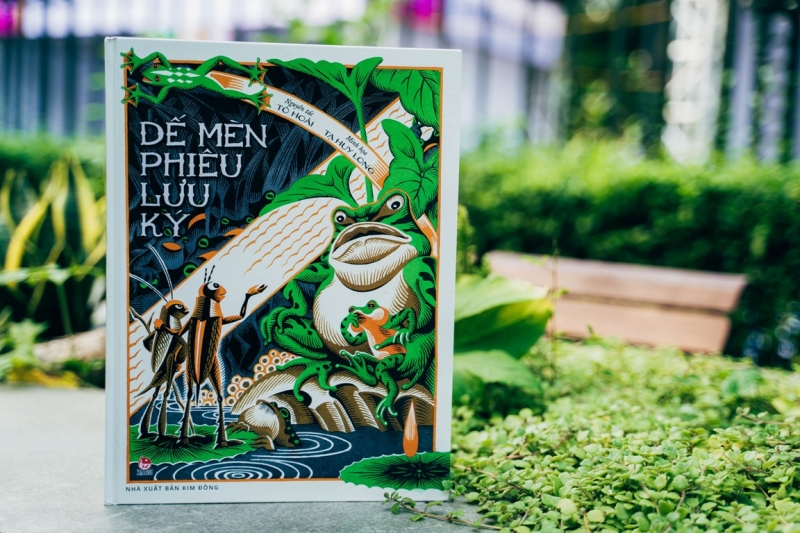 Nguyên tác
TÔ HOÀI
Minh họa
TẠ HUY LONG
DẾ MÈN
PHIÊU
LƯU
KÝ
NHÀ XUẤT BẢN KIM ĐỒNG